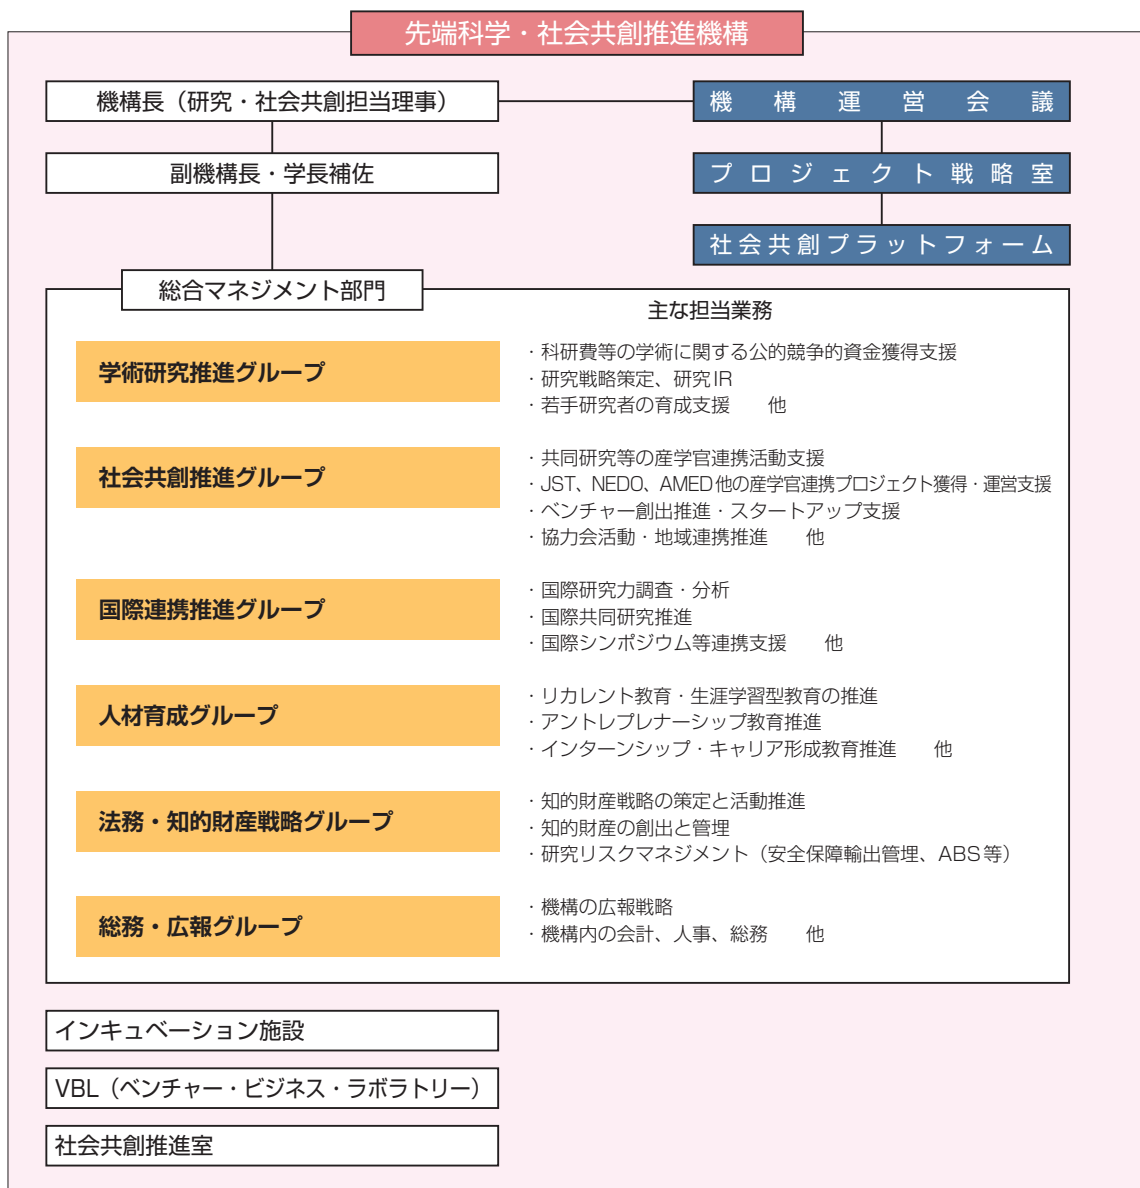 先端科学・社会共創推進機構
機構長（研究・社会共創担当理事）
機構運営会議
副機構長・学長補佐
プロジェクト戦略室
社会共創プラットフォーム
総合マネジメント部門
主な担当業務
学術研究推進グループ
・科研費等の学術に関する公的競争的資金獲得支援
・研究戦略策定、研究IR
・若手研究者の育成支援　他
社会共創推進グループ
・共同研究等の産学官連携活動支援
・JST、NEDO、AMED他の産学官連携プロジェクト獲得・運営支援
・ベンチャー創出推進・スタートアップ支援
・協力会活動・地域連携推進　他
国際連携推進グループ
・国際研究力調査・分析
・国際共同研究推進
・国際シンポジウム等連携支援　他
人材育成グループ
・リカレント教育・生涯学習型教育の推進
・アントレプレナーシップ教育推進
・インターンシップ・キャリア形成教育推進　他
法務・知的財産戦略グループ
・知的財産戦略の策定と活動推進
・知的財産の創出と管理
・研究リスクマネジメント（安全保障輸出管理、ABS等）
総務・広報グループ
・機構の広報戦略
・機構内の会計、人事、総務　他
インキュベーション施設
VBL（ベンチャー・ビジネス・ラボラトリー）
社会共創推進室